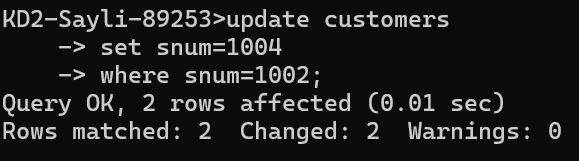 KD2-Sayli-89253>update customers
    -> set snum=1004
    -> where snum=1002;
Query OK, 2 rows affected (0.01 sec)
Rows matched: 2  Changed: 2  Warnings: 0